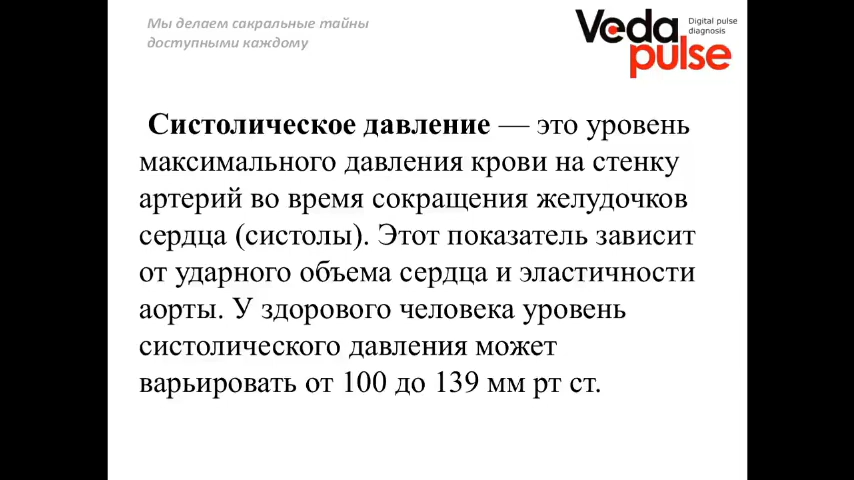 Мы делаем сакральные тайны
доступными каждому
Veda
pulse
Digital pulse
diagnosis
Систолическое давление — это уровень
максимального давления крови на стенку
артерий во время сокращения желудочков
сердца (систолы). Этот показатель зависит
от ударного объема сердца и эластичности
аорты. У здорового человека уровень
систолического давления может
варьировать от 100 до 139 мм рт ст.